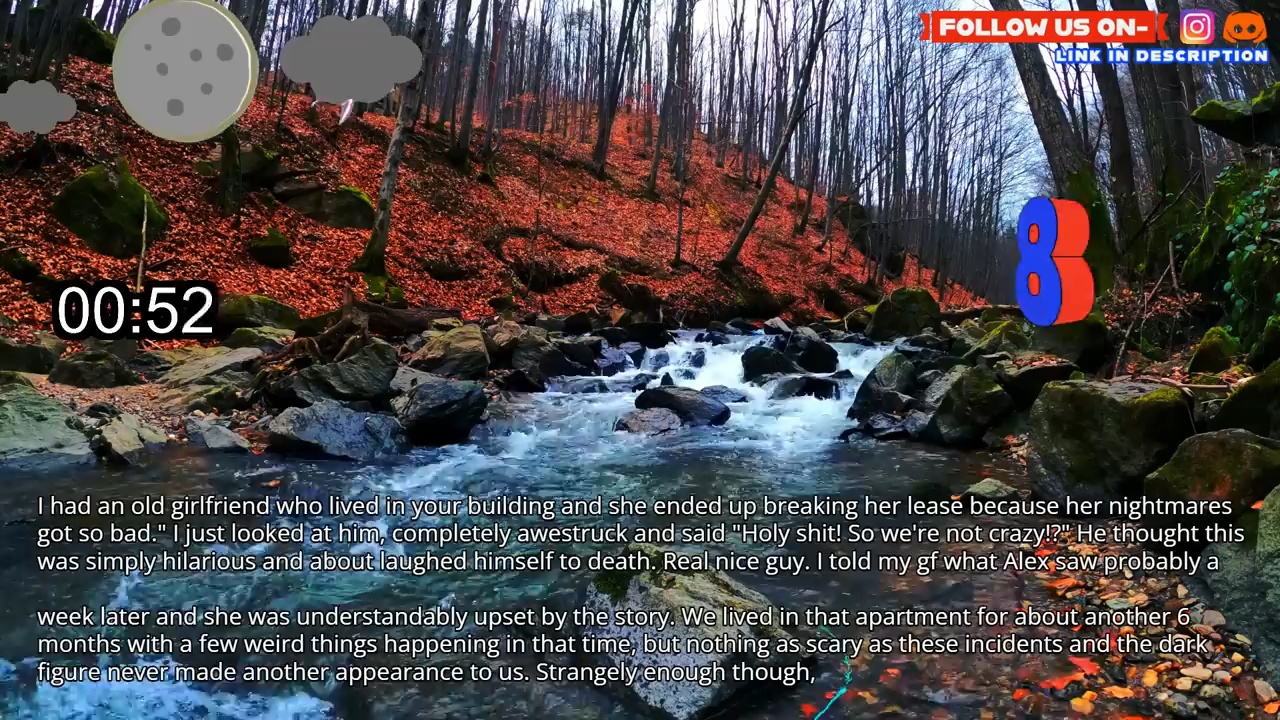 FOLLOW US ON-
LINK IN DESCRIPTION
8
00:52
I had an old girlfriend who lived in your building and she ended up breaking her lease because her nightmares
got so bad." I just looked at him, completely awestruck and said "Holy shit! So we're not crazy!?" He thought this
was simply hilarious and about laughed himself to death. Real nice guy. I told my gf what Alex saw probably a
week later and she was understandably upset by the story. We lived in that apartment for about another 6
months with a few weird things happening in that time, but nothing as scary as these incidents and the dark
figure never made another appearance to us. Strangely enough though,